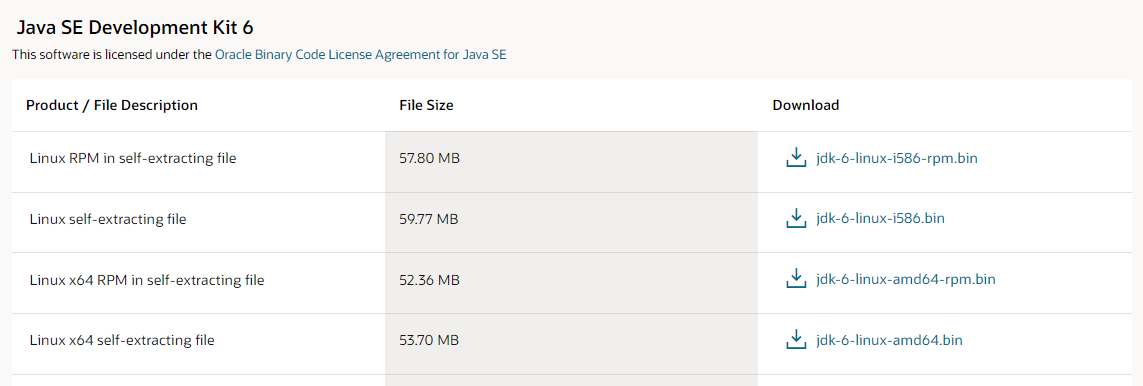 Java SE Development Kit 6
This software is licensed under the Oracle Binary Code License Agreement for Java SE
Product / File Description File Size Download
Linux RPM in self-extracting file 57.80 MB jdk-6-linux-i586-rpm.bin
Linux self-extracting file 59.77 MB jdk-6-linux-i586.bin
Linux x64 RPM in self-extracting file 52.36 MB jdk-6-linux-amd64-rpm.bin
Linux x64 self-extracting file 53.70 MB jdk-6-linux-amd64.bin